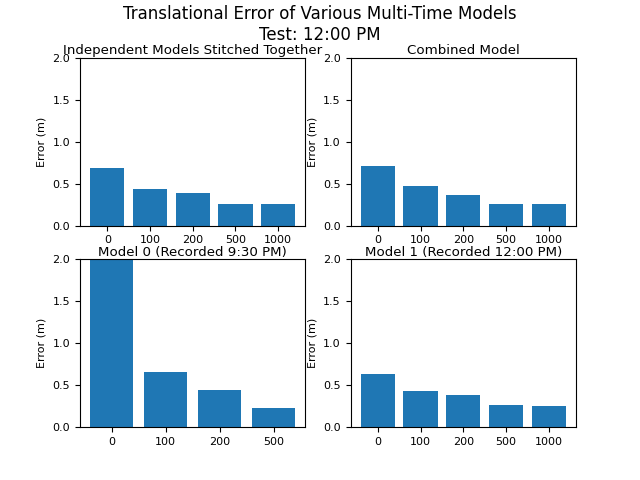 Translational Error of Various Multi-Time Models
Test: 12:00 PM
Independent Models Stitched Together
2.0
1.5
1.0
0.5
0.0
Error (m)
0 100 200 500 1000
Combined Model
2.0
1.5
1.0
0.5
0.0
Error (m)
0 100 200 500 1000
Model 0 (Recorded 9:30 PM)
2.0
1.5
1.0
0.5
0.0
Error (m)
0 100 200 500
Model 1 (Recorded 12:00 PM)
2.0
1.5
1.0
0.5
0.0
Error (m)
0 100 200 500 1000